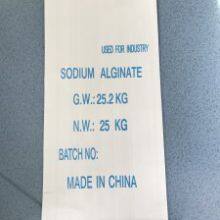 USED FOR INDUSTRY
SODIUM ALGINATE
G.W.: 25.2 KG
N.W.: 25 KG
BATCH NO:
MADE IN CHINA